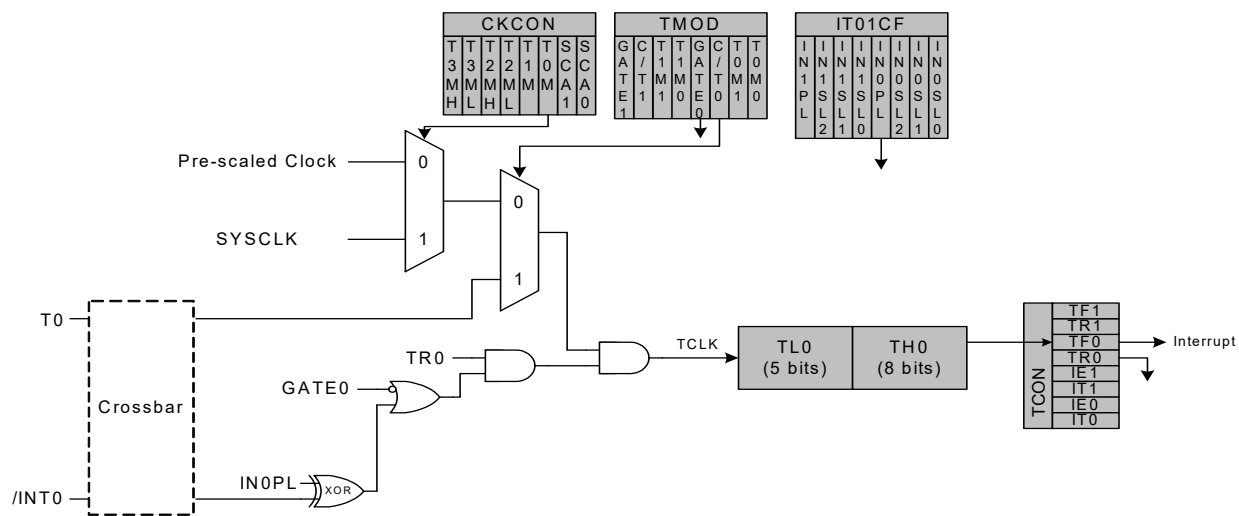 CKCON
T3MH
T3ML
T2MH
T2ML
T1M
T0M
SCA1
SCA0
TMOD
GATE1
C/T1
T1M1
T1M0
GATE0
C/T0
T0M1
T0M0
IT01CF
IN1PL
IN1SL2
IN1SL1
IN1SL0
IN0PL
IN0SL2
IN0SL1
IN0SL0
Pre-scaled Clock
0
SYSCLK
1
0
1
T0
Crossbar
/INT0
TR0
GATE0
IN0PL
XOR
TCLK
TL0
(5 bits)
TH0
(8 bits)
TCON
TF1
TR1
TF0
TR0
IE1
IT1
IE0
IT0
Interrupt